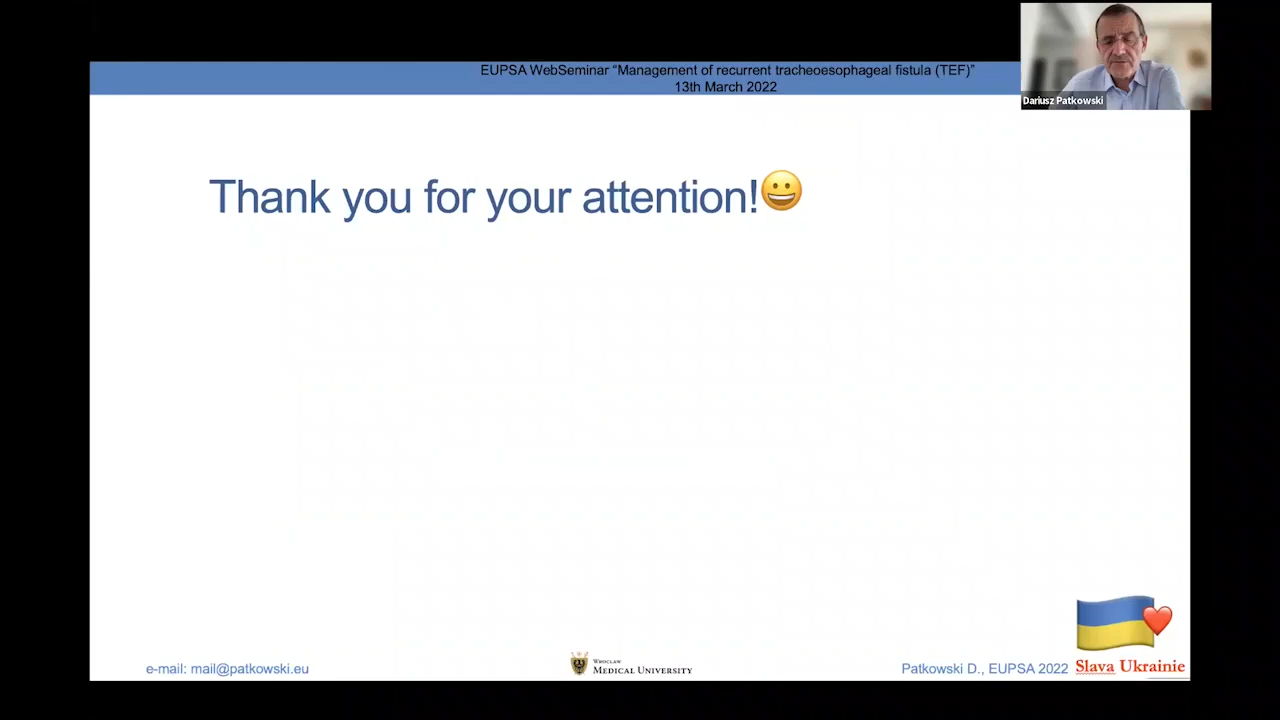 EUPSA WebSeminar “Management of recurrent tracheoesophageal fistula (TEF)”
13th March 2022
Dariusz Patkowski
Thank you for your attention!😀
e-mail: mail@patkowski.eu
Wroclaw
Medical University
Patkowski D., EUPSA 2022
Slava Ukrainie